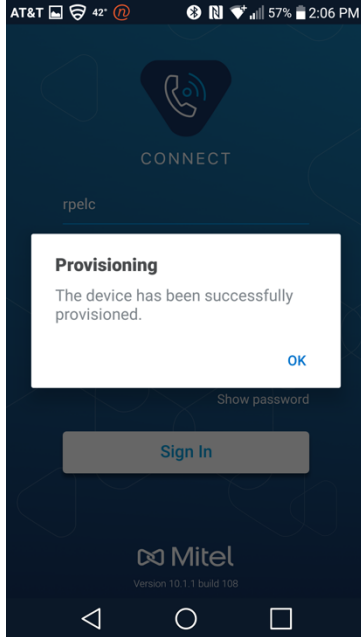 AT&T 42° n N 57% 2:06 PM
CONNECT
rpelc
Provisioning
The device has been successfully
provisioned.
OK
Show password
Sign In
Mitel
Version 10.1.1 build 108